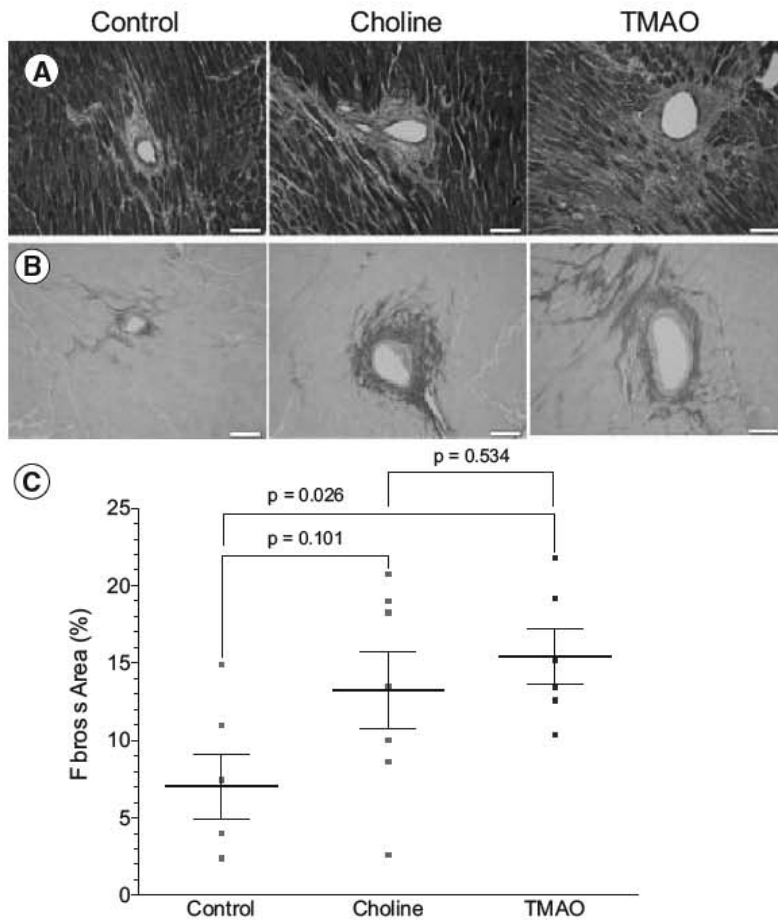 Control Choline TMAO
A
B
C
p = 0.534
p = 0.026
p = 0.101
25
20
15
10
5
0
F bros s Area (%)
Control Choline TMAO